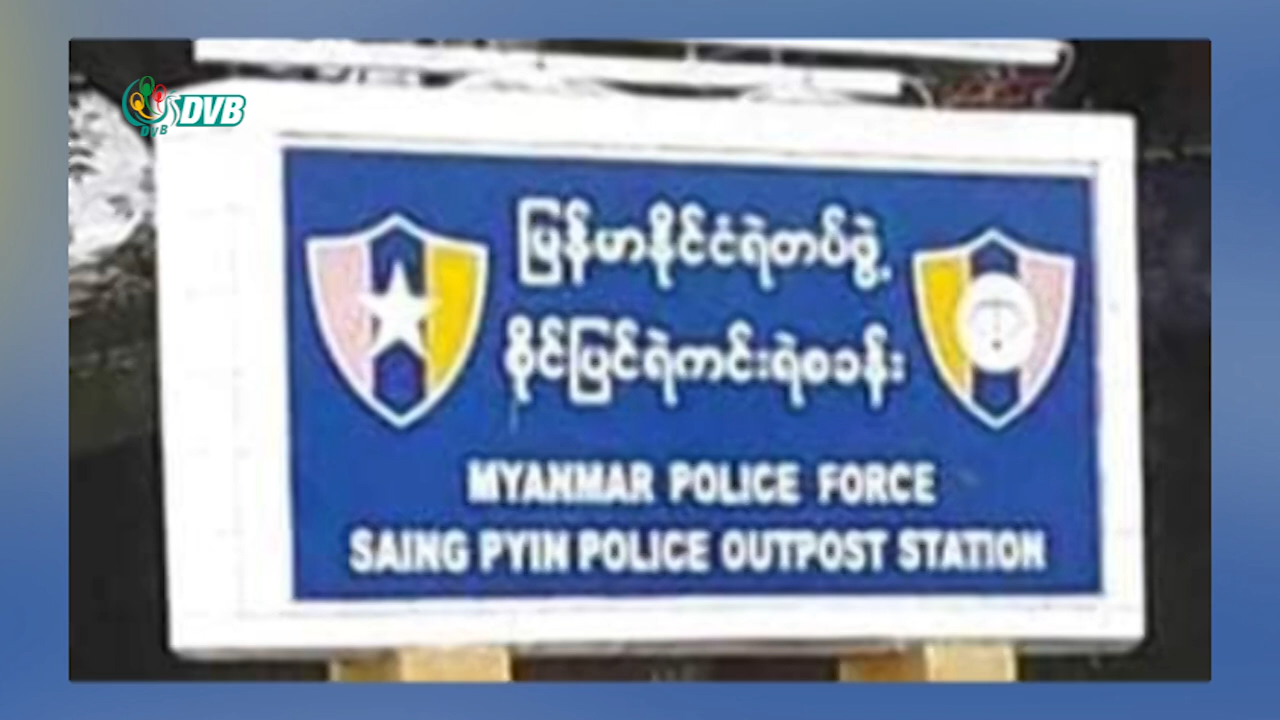 DVB
DVB
မြန်မာနိုင်ငံရဲတပ်ဖွဲ့
စိုင်ပြင်ရဲကင်းရဲစခန်း
MYANMAR POLICE FORCE
SAING PYIN POLICE OUTPOST STATION